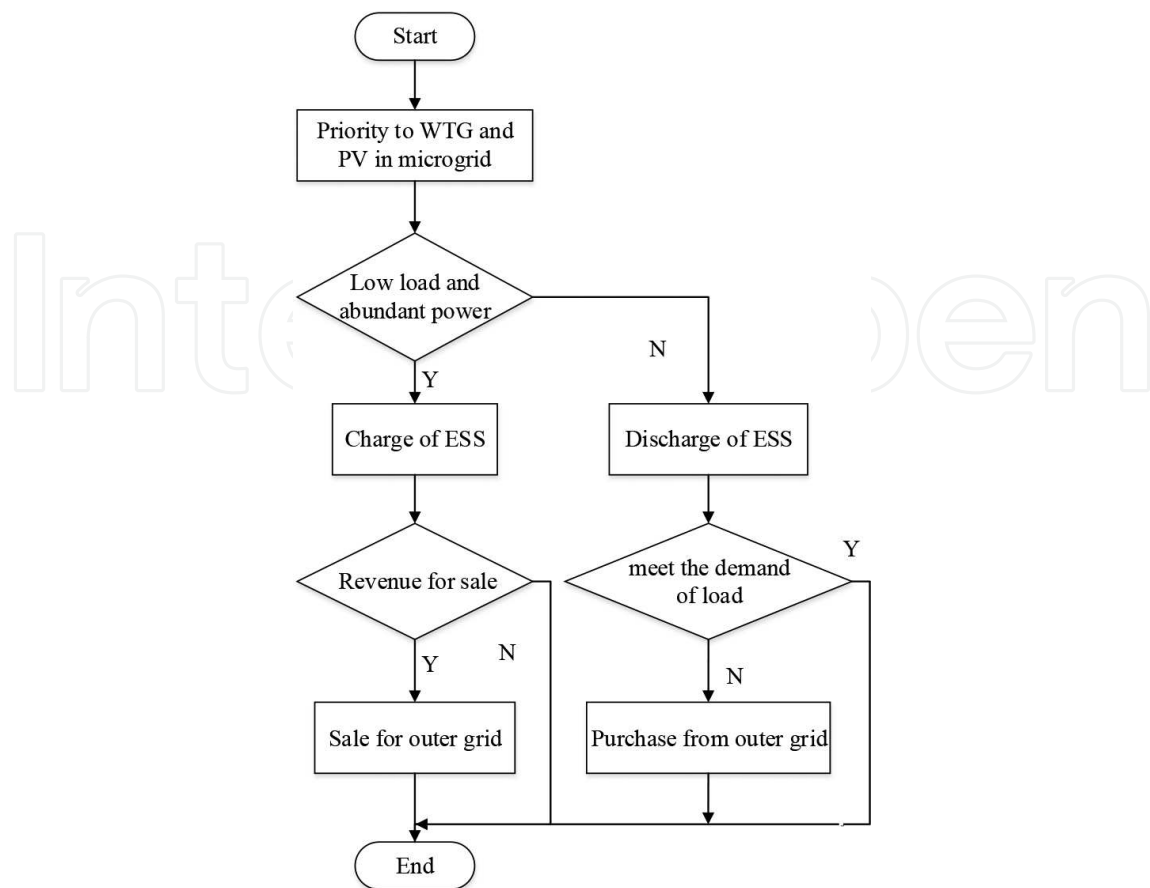 Start
Priority to WTG and
PV in microgrid
Low load and
abundant power
N
Y
Charge of ESS
Discharge of ESS
Y
Revenue for sale
meet the demand
of load
Y
N
N
Sale for outer grid
Purchase from outer grid
End